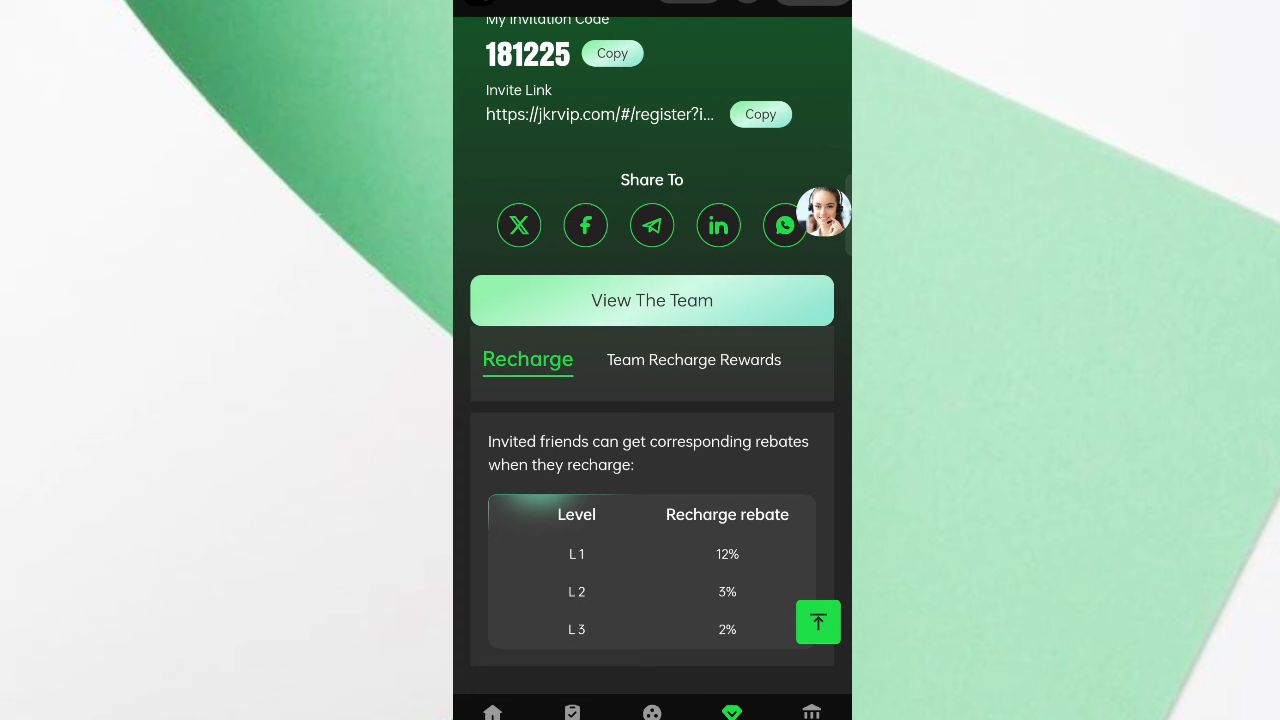 My Invitation Code
181225 Copy
Invite Link
https://jkrvip.com/#/register?i... Copy
Share To
View The Team
Recharge Team Recharge Rewards
Invited friends can get corresponding rebates
when they recharge:
Level Recharge rebate
L 1 12%
L 2 3%
L 3 2%